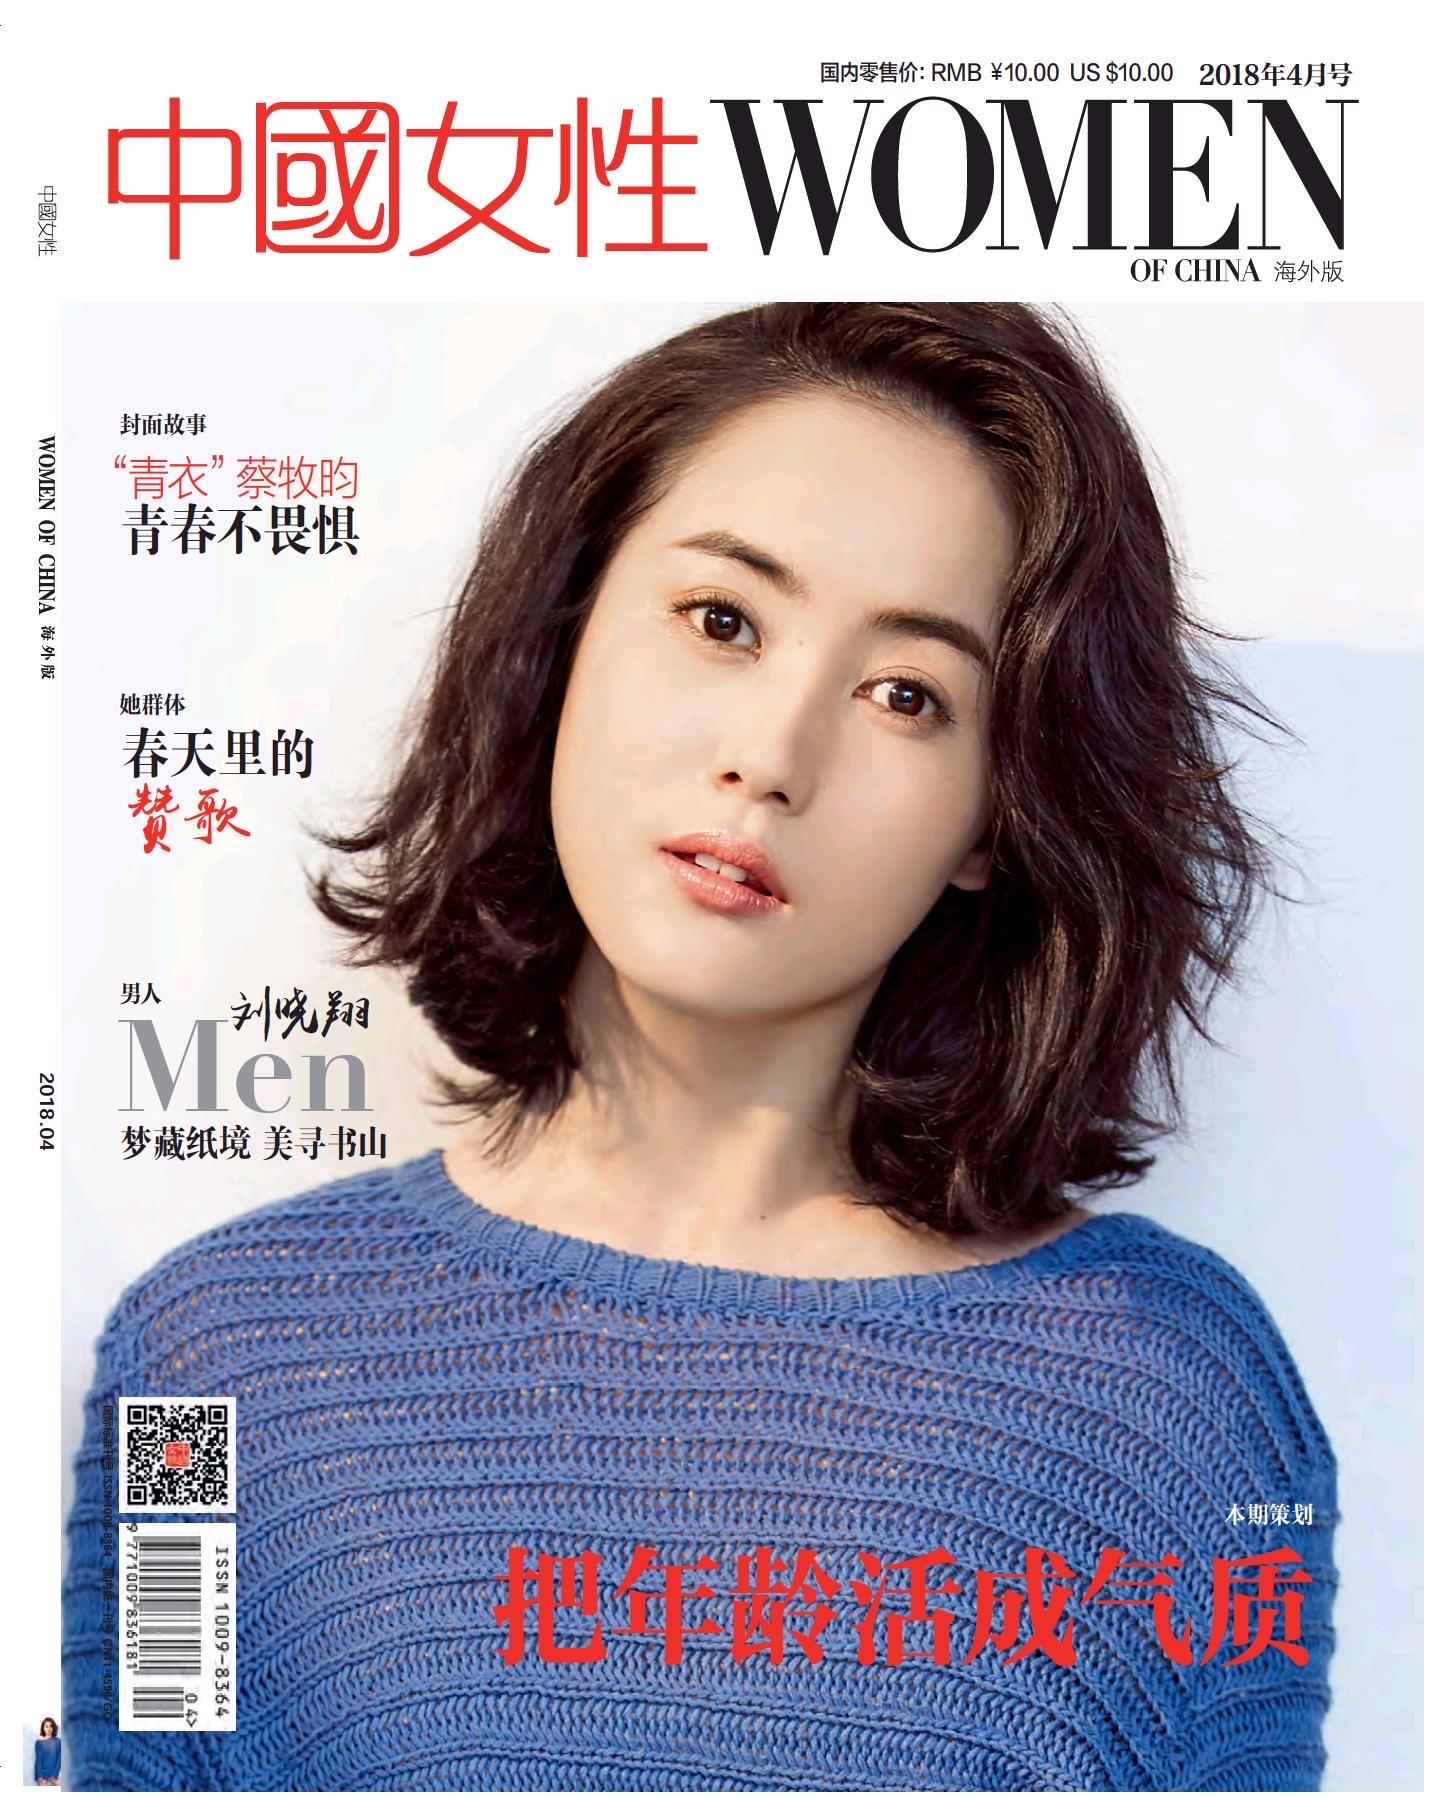 国内零售价: RMB ¥10.00 US $10.00 2018年4月号
中國女性 WOMEN
OF CHINA 海外版
中國女性
WOMEN OF CHINA 海外版
2018.04
封面故事
“青衣” 蔡牧昀
青春不畏惧
她群体
春天里的
赞歌
男人
刘晓翔
Men
梦藏纸境 美寻书山
本期策划
把年龄活成气质
ISSN 1009-8364
9 771009 836181
04>